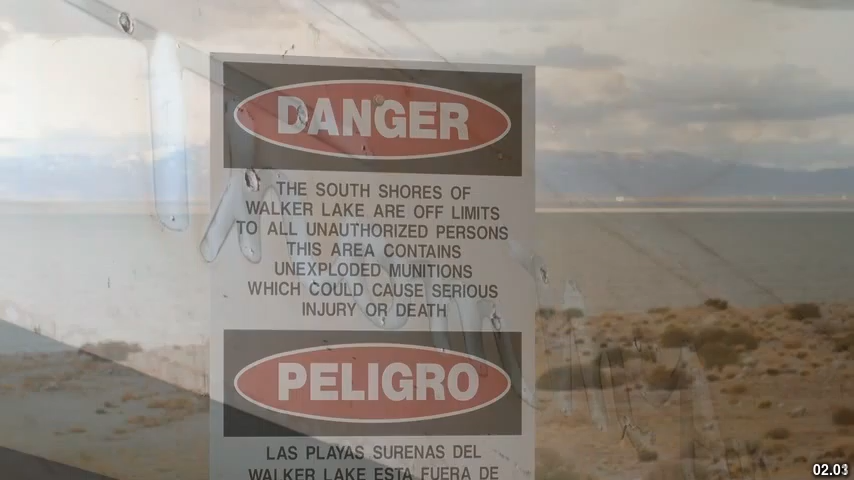 DANGER
THE SOUTH SHORES OF
WALKER LAKE ARE OFF LIMITS
TO ALL UNAUTHORIZED PERSONS
THIS AREA CONTAINS
UNEXPLODED MUNITIONS
WHICH COULD CAUSE SERIOUS
INJURY OR DEATH
PELIGRO
LAS PLAYAS SURENAS DEL
WALKER LAKE ESTA FUERA DE
02.03